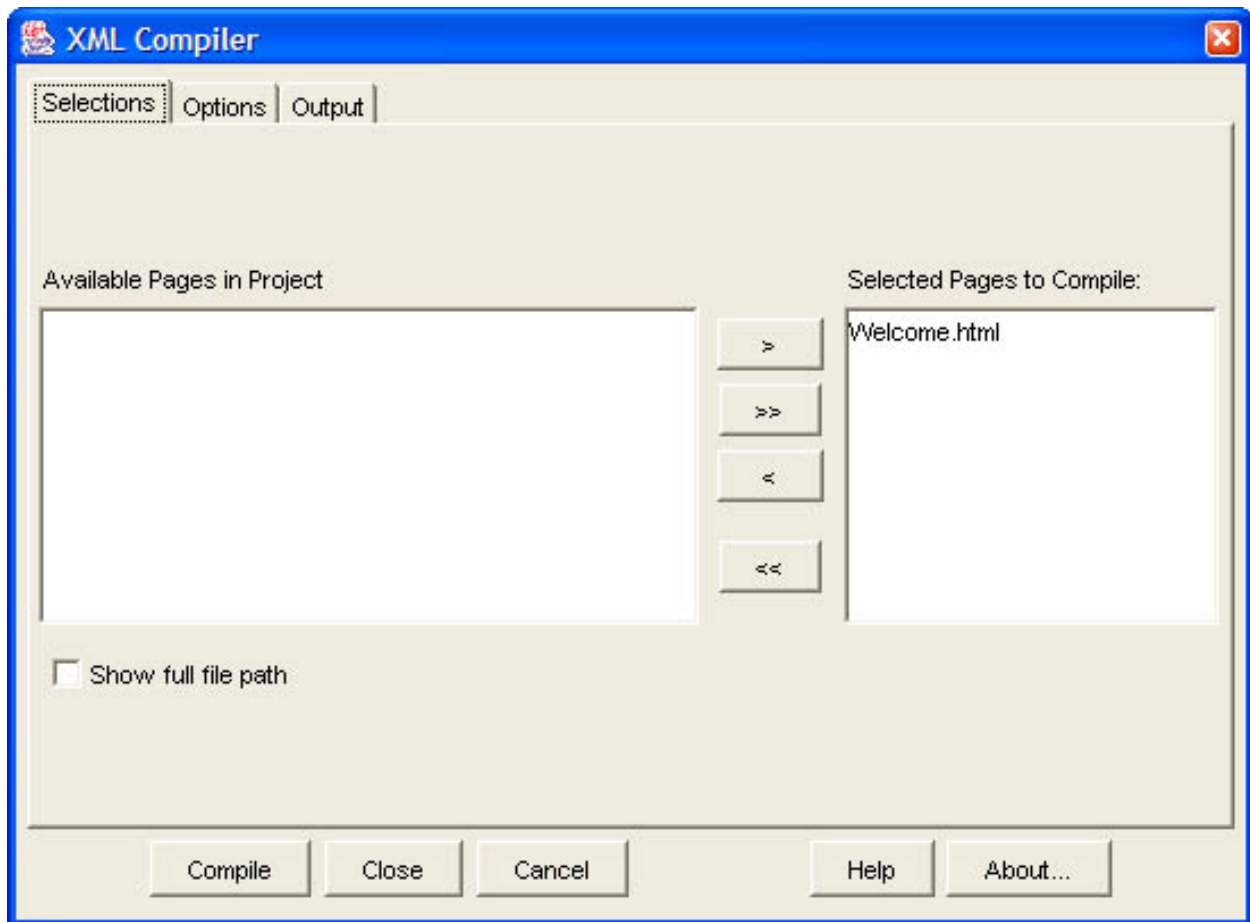 XML Compiler
Selections Options Output
Available Pages in Project
Selected Pages to Compile:
Welcome.html
>
>>
<
<<
Show full file path
Compile Close Cancel Help About...